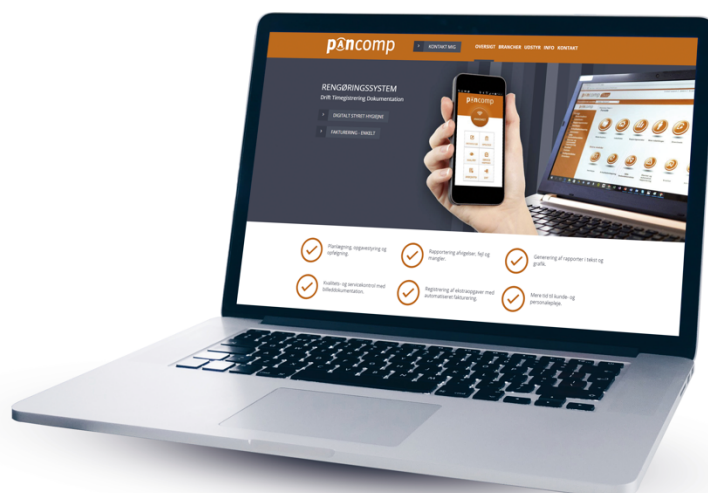 pancomp
KONTAKT MIG
OVERSIGT BRANCHER UDSTYR INFO KONTAKT
RENGØRINGSSYSTEM
Drift Timegistrering Dokumentation
DIGITALT STYRET HYGIEJNE
FAKTURERING - ENKELT
pancomp
Planlægning, opgavestyring og
opfølgning.
Rapportering afvigelser, fejl og
mangler.
Generering af rapporter i tekst og
grafik.
Kvalitets- og servicekontrol med
billeddokumentation.
Registrering af ekstraopgaver med
automatiseret fakturering.
Mere tid til kunde- og
personalepleje.